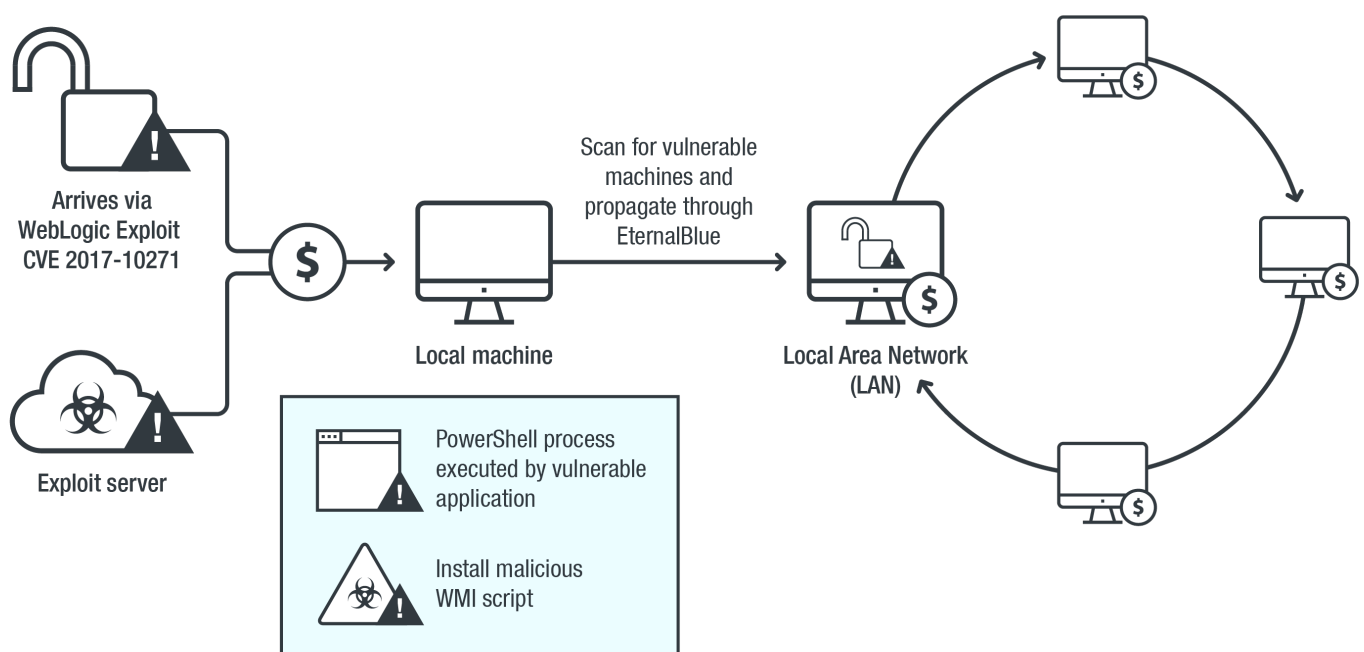 Arrives via
WebLogic Exploit
CVE 2017-10271
Exploit server
$
Local machine
Scan for vulnerable
machines and
propagate through
EternalBlue
Local Area Network
(LAN)
$
$
$
$
PowerShell process
executed by vulnerable
application
Install malicious
WMI script